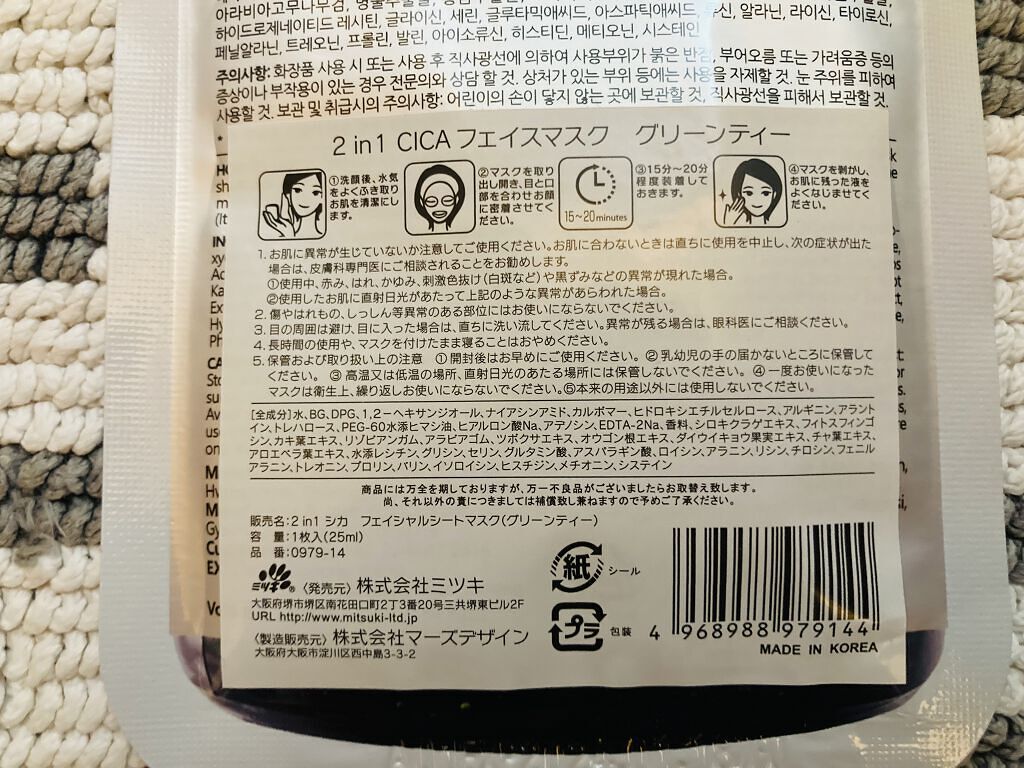 아라비아고무나무검,
하이드로제네이티드 레시틴, 글라이신, 세린, 글루타믹애씨드, 아스파틱애씨드, 알라닌, 라이신, 타이로신,
페닐알라닌, 트레오닌, 프롤린, 발린, 아이소류신, 히스티딘, 메티오닌, 시스테인
주의사항: 화장품 사용 시 또는 사용 후 직사광선에 의하여 사용부위가 붉은 반점, 부어오름 또는 가려움증 등의
증상이나 부작용이 있는 경우 전문의와 상담 할 것. 상처가 있는 부위 등에는 사용을 자제할 것. 눈 주위를 피하여
사용할 것. 보관 및 취급시의 주의사항: 어린이의 손이 닿지 않는 곳에 보관할 것, 직사광선을 피해서 보관할 것.
2 in1 CICA フェイスマスク　グリーンティー
①洗顔後、水気
をよくふき取り
お肌を清潔にし
ます。
②マスクを取り
出し開き、目と口
部を合わせお顔
に密着させてく
ださい。
15~20minutes
③15分~20分
程度装着して
おきます。
④マスクを剥がし、
お肌に残った液を
よくなじませてく
ださい。
1. お肌に異常が生じていないか注意してご使用ください。お肌に合わないときは直ちに使用を中止し、次の症状が出た
場合は、皮膚科専門医にご相談されることをお勧めします。
①使用中、赤み、はれ、かゆみ、刺激色抜け(白斑など)や黒ずみなどの異常が現れた場合。
②使用したお肌に直射日光があたって上記のような異常があらわれた場合。
2. 傷やはれもの、しっしん等異常のある部位にはお使いにならないでください。
3. 目の周囲は避け、目に入った場合は、直ちに洗い流してください。異常が残る場合は、眼科医にご相談ください。
4. 長時間の使用や、マスクを付けたまま寝ることはおやめください。
5. 保管および取り扱い上の注意　①開封後はお早めにご使用ください。②乳幼児の手の届かないところに保管して
ください。③高温又は低温の場所、直射日光のあたる場所には保管しないでください。④一度お使いになった
マスクは衛生上、繰り返しお使いにならないでください。⑤本来の用途以外には使用しないでください。
[全成分]水、BG、DPG、1,2-ヘキサンジオール、ナイアシンアミド、カルボマー、ヒドロキシエチルセルロース、アルギニン、アラント
イン、トレハロース、PEG-60水添ヒマシ油、ヒアルロン酸Na、アデノシン、EDTA-2Na、香料、シロキクラゲエキス、フィトスフィンゴ
シン、カキ葉エキス、リゾビアンガム、アラビアゴム、ツボクサエキス、オウゴン根エキス、ダイウイキョウ果実エキス、チャ葉エキス、
アロエベラ葉エキス、水添レシチン、グリシン、セリン、グルタミン酸、アスパラギン酸、ロイシン、アラニン、リシン、チロシン、フェニル
アラニン、トレオニン、プロリン、バリン、イソロイシン、ヒスチジン、メチオニン、システイン
商品には万全を期しておりますが、万一不良品がございましたらお取替え致します。
尚、それ以外の責につきましては補償致し兼ねますので予めご了承ください。
販売名:2 in1 シカ　フェイシャルシートマスク(グリーンティー)
容　量:1枚入(25ml)
品　番:0979-14
ミツキ® 〈発売元〉 株式会社ミツキ
大阪府堺市堺区南花田口町2丁3番20号三共堺東ビル2F
URL http://www.mitsuki-ltd.jp
〈製造販売元〉 株式会社マーズデザイン
大阪府大阪市淀川区西中島3-3-2
紙 シール
プラ 包装
4 968988 979144
MADE IN KOREA